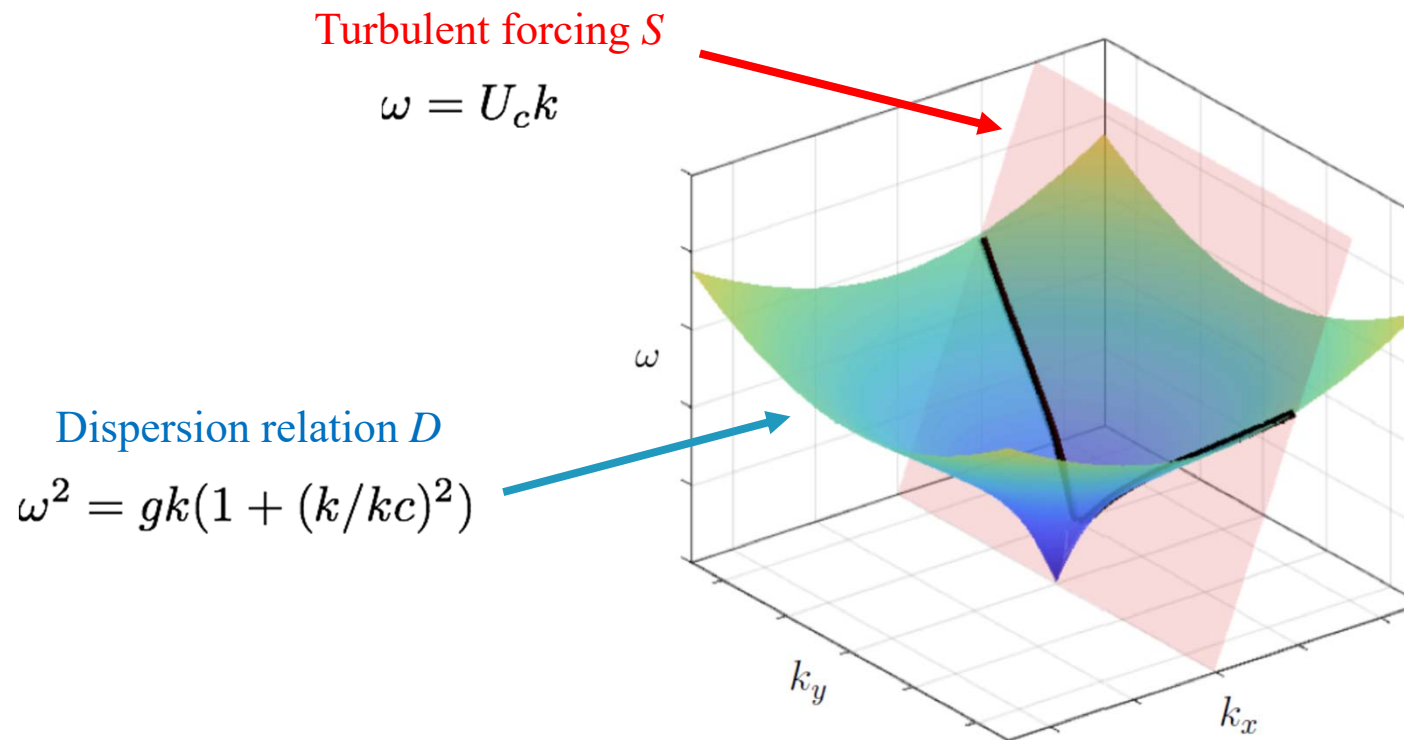 Turbulent forcing S
ω = U_c k
ω
Dispersion relation D
ω² = gk(1 + (k/kc)²)
k_y
k_x